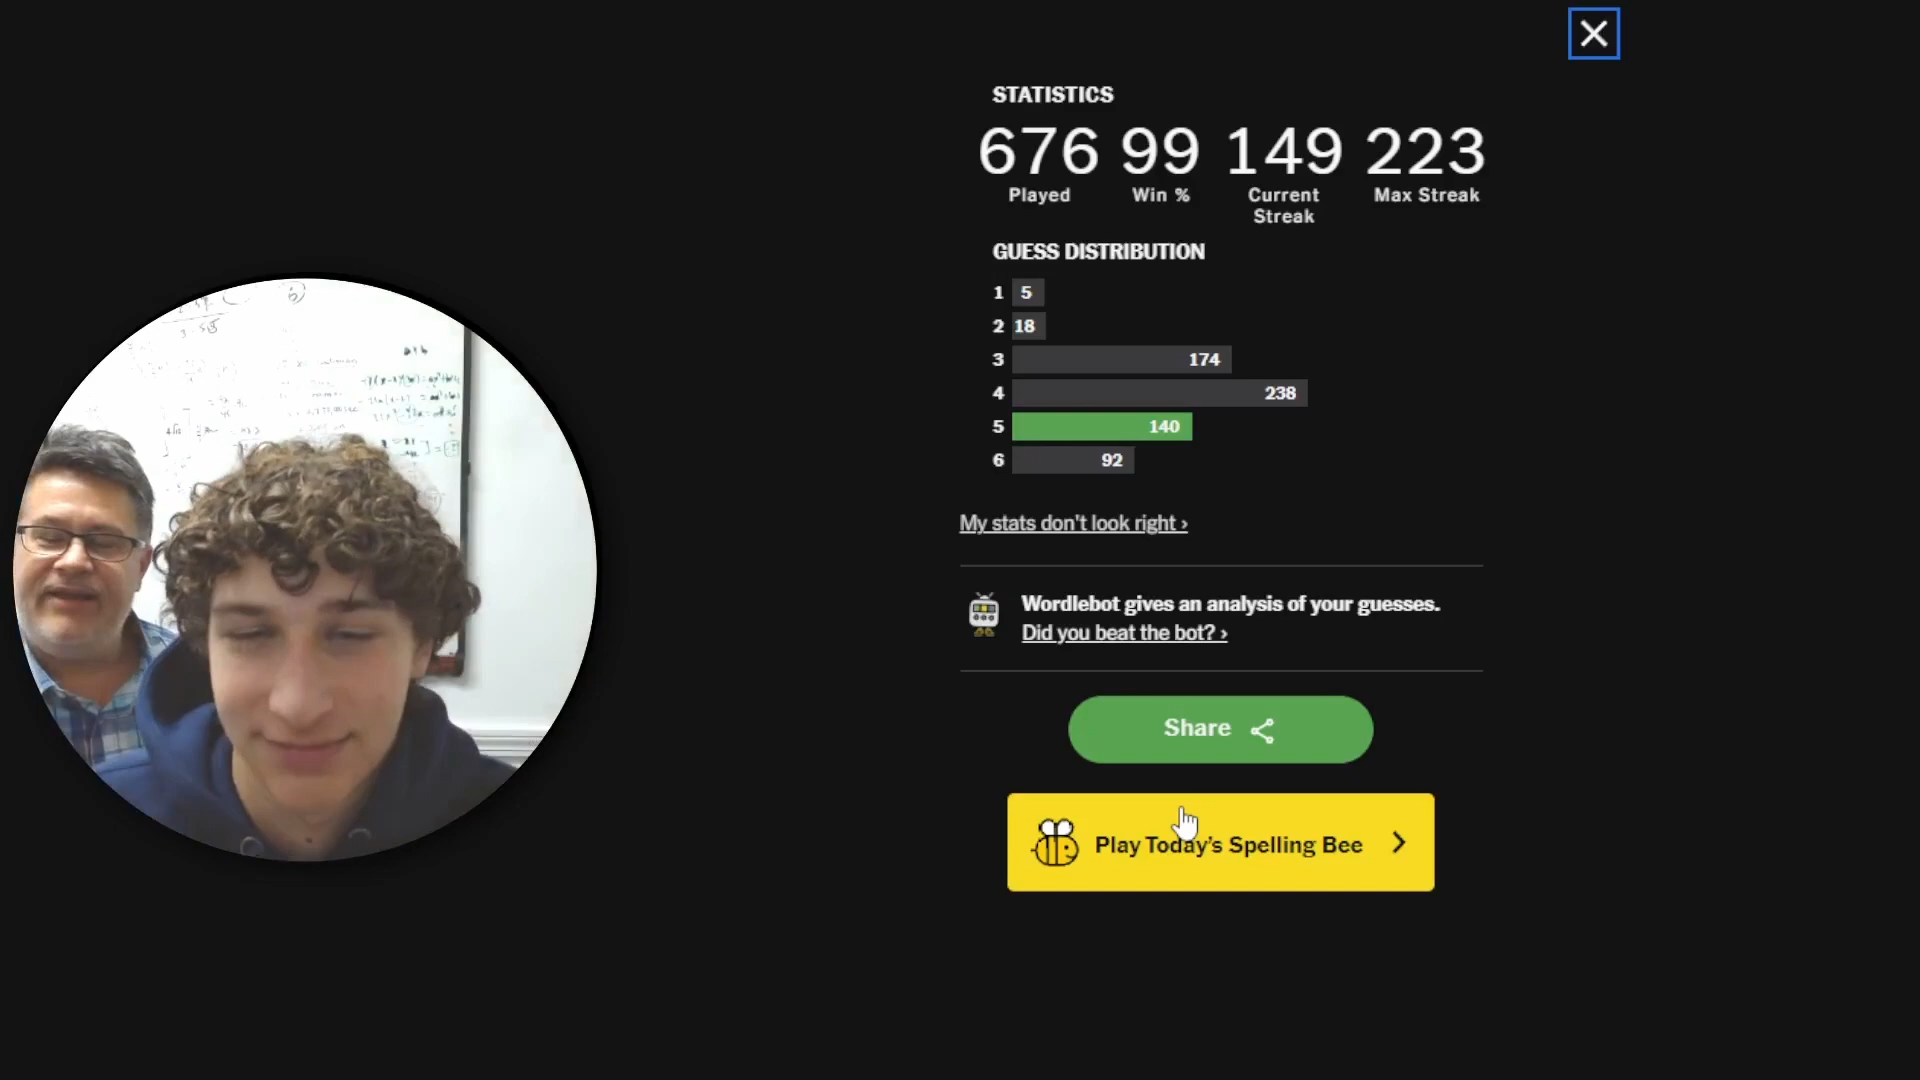 STATISTICS
676 99 149 223
Played Win % Current Streak Max Streak
GUESS DISTRIBUTION
1 5
2 18
3 174
4 238
5 140
6 92
My stats don't look right ›
Wordlebot gives an analysis of your guesses.
Did you beat the bot? ›
Share
Play Today's Spelling Bee